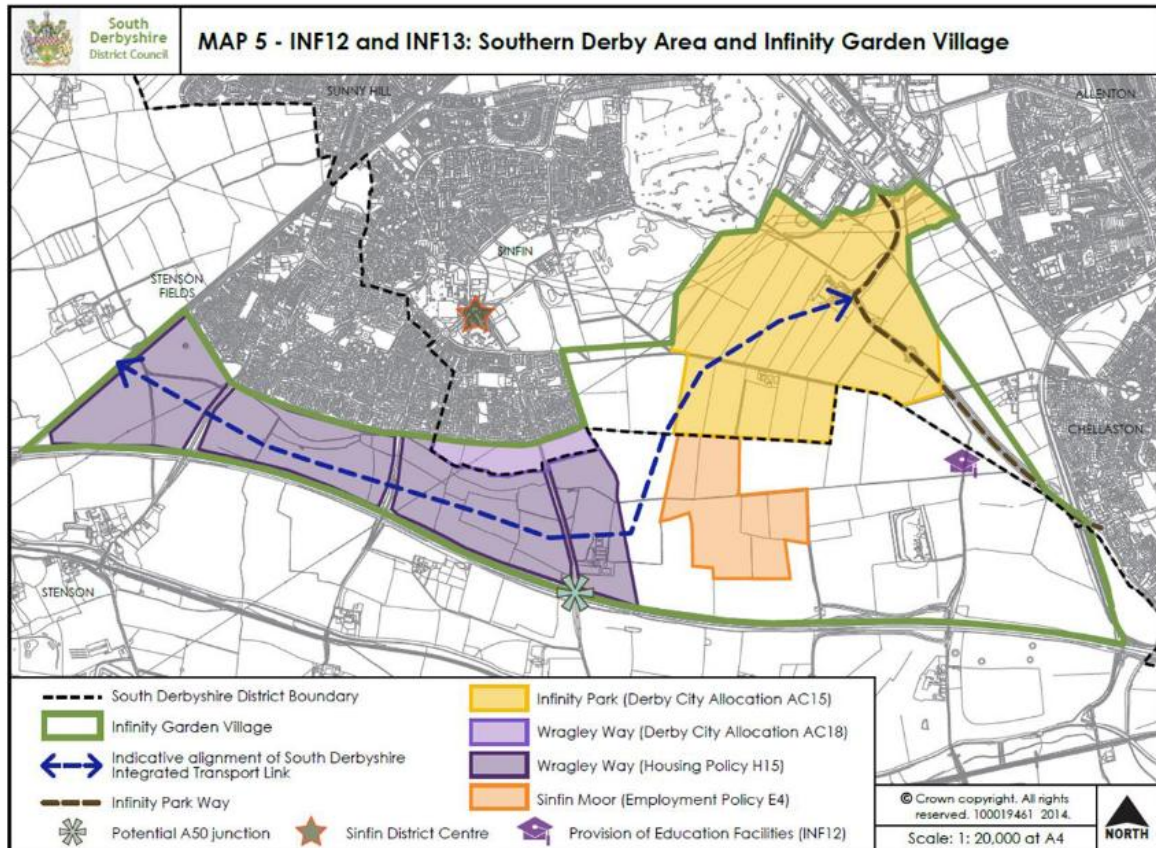 South
Derbyshire
District Council
MAP 5 - INF12 and INF13: Southern Derby Area and Infinity Garden Village
SUNNY HILL
ALLENTON
SINFIN
STENSON
FIELDS
CHELLASTON
STENSON
South Derbyshire District Boundary
Infinity Garden Village
Indicative alignment of South Derbyshire
Integrated Transport Link
Infinity Park Way
Potential A50 junction
Sinfin District Centre
Provision of Education Facilities (INF12)
Infinity Park (Derby City Allocation AC15)
Wragley Way (Derby City Allocation AC18)
Wragley Way (Housing Policy H15)
Sinfin Moor (Employment Policy E4)
© Crown copyright. All rights
reserved. 100019461 2014.
Scale: 1: 20,000 at A4
NORTH